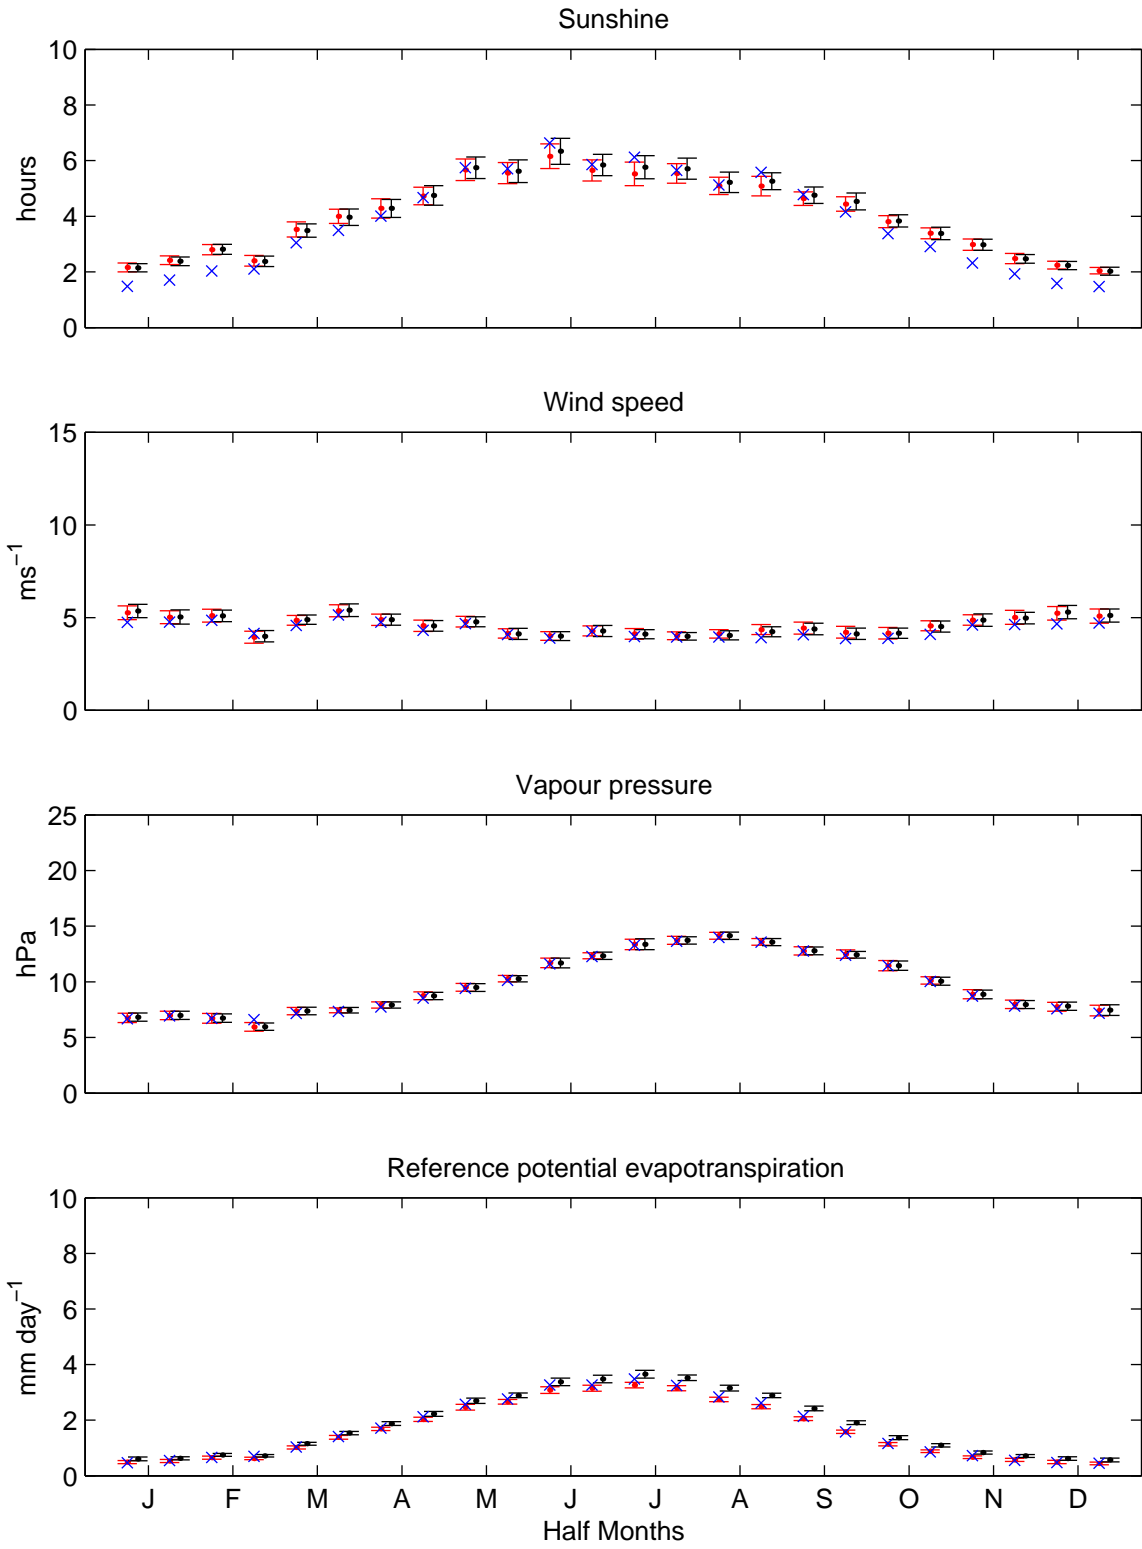 Sunshine
10
8
6
4
2
0
hours
Wind speed
15
10
5
0
ms⁻¹
Vapour pressure
25
20
15
10
5
0
hPa
Reference potential evapotranspiration
10
8
6
4
2
0
mm day⁻¹
J F M A M J J A S O N D
Half Months